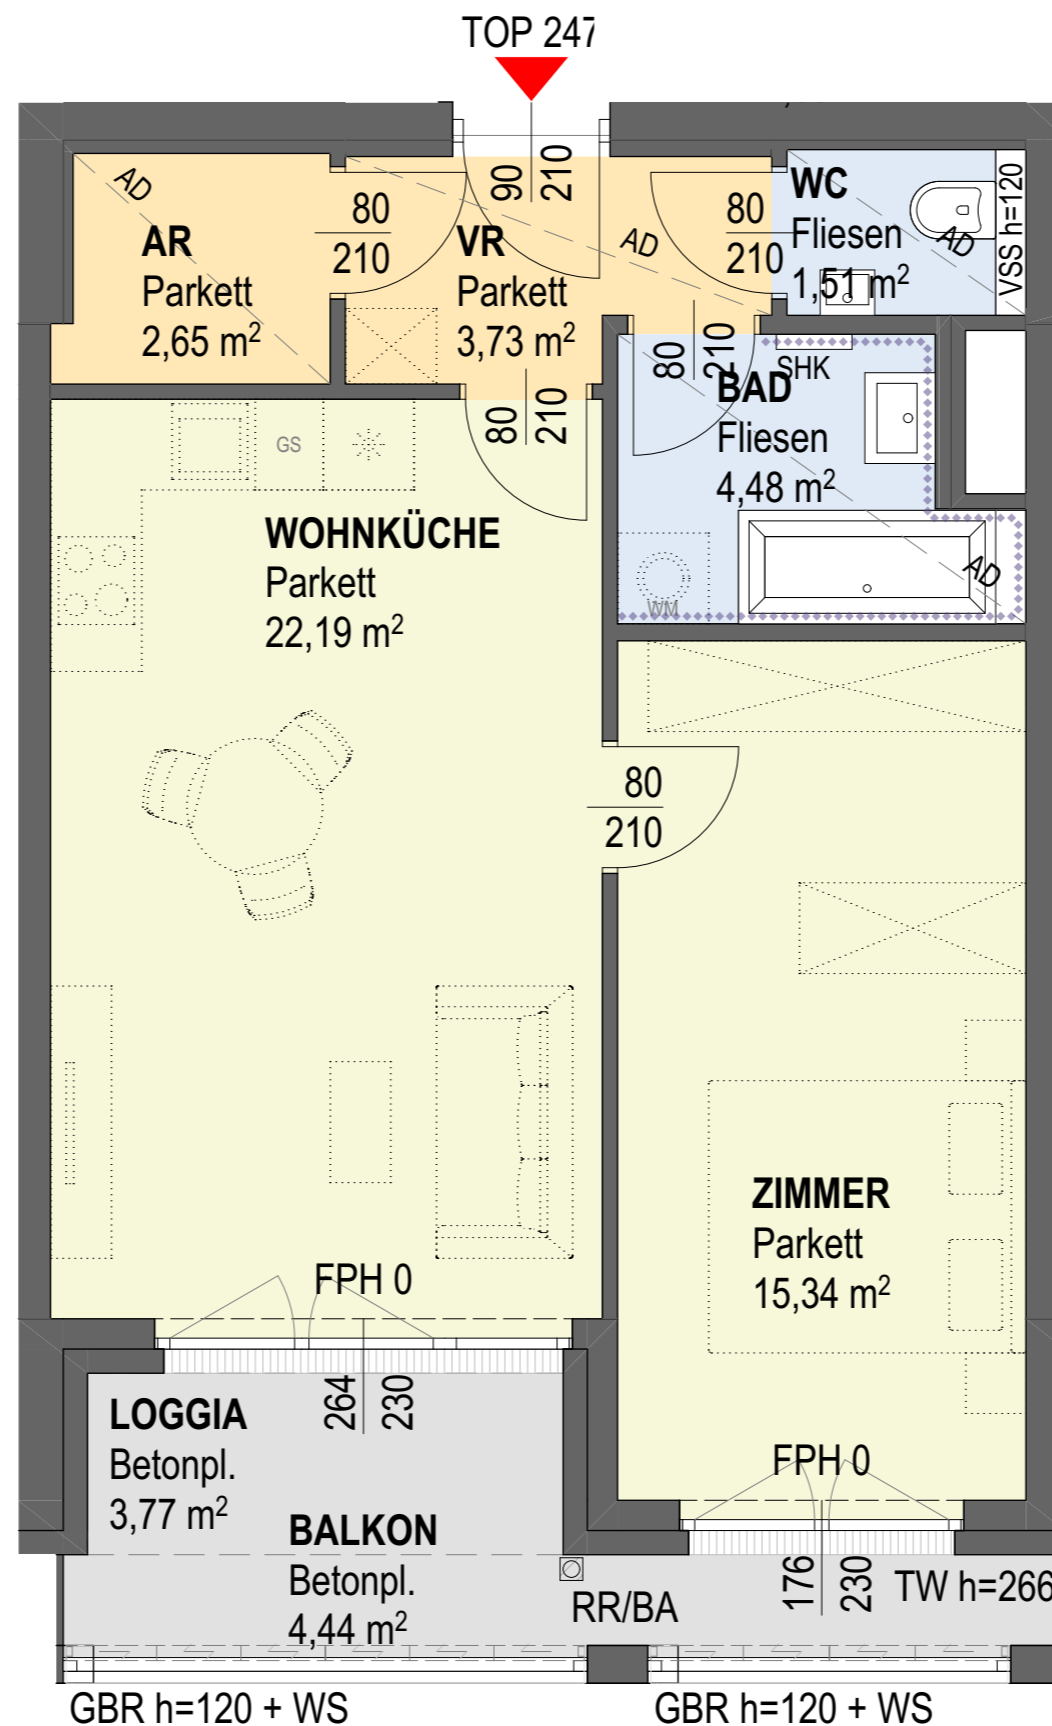 TOP 247
90
210
AD
AR
Parkett
2,65 m²
80
210
VR
Parkett
3,73 m²
AD
80
210
WC
Fliesen
1,51 m²
AD
VSS h=120
80
210
80
210
SHK
BAD
Fliesen
4,48 m²
AD
WM
GS
WOHNKÜCHE
Parkett
22,19 m²
80
210
ZIMMER
Parkett
15,34 m²
FPH 0
264
230
LOGGIA
Betonpl.
3,77 m²
FPH 0
176
230
BALKON
Betonpl.
4,44 m²
RR/BA
TW h=266
GBR h=120 + WS
GBR h=120 + WS